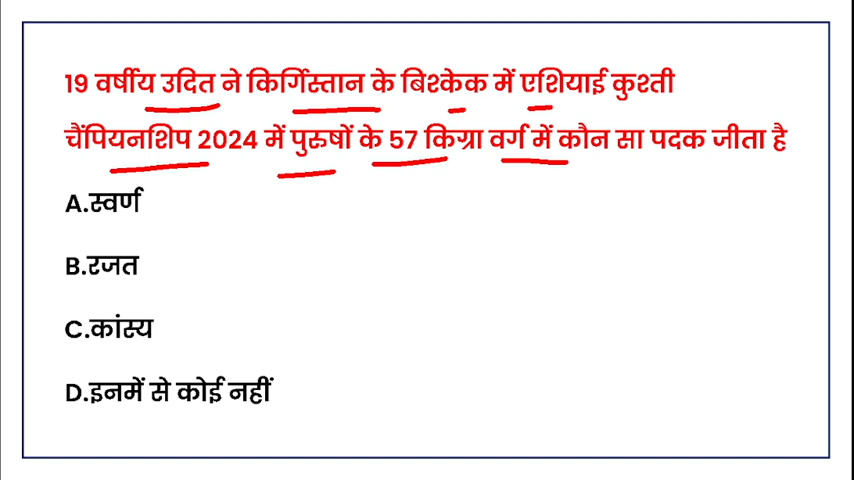 19 वर्षीय उदित ने किर्गिस्तान के बिश्केक में एशियाई कुश्ती
चैंपियनशिप 2024 में पुरुषों के 57 किग्रा वर्ग में कौन सा पदक जीता है
A.स्वर्ण
B.रजत
C.कांस्य
D.इनमें से कोई नहीं